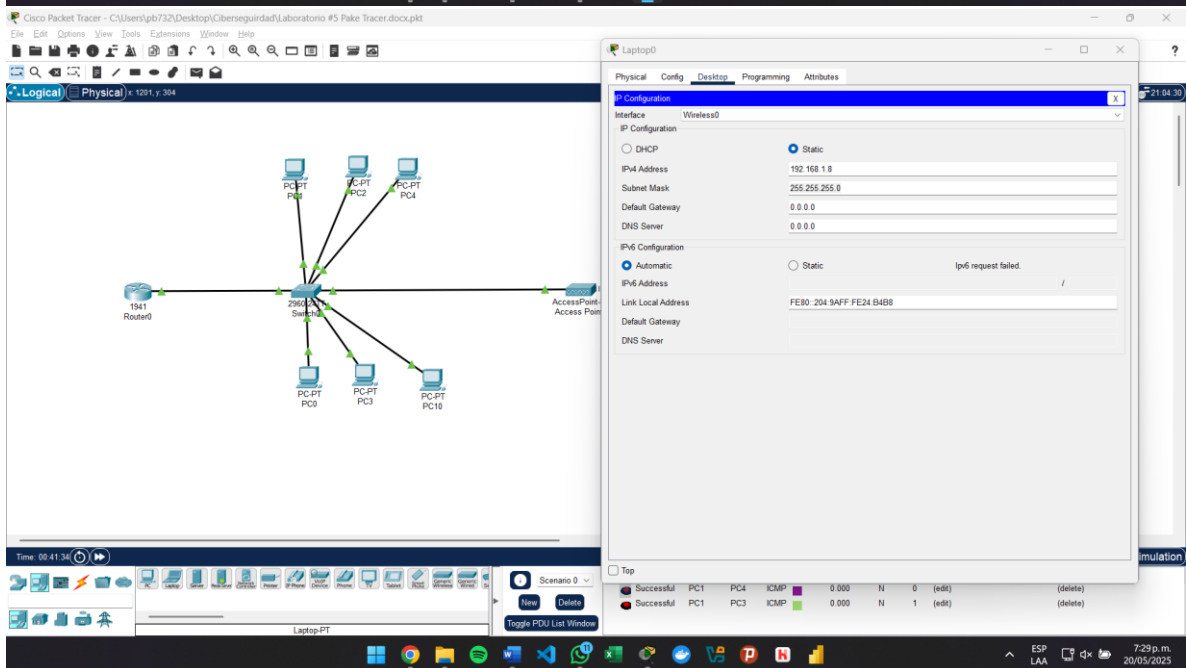 Cisco Packet Tracer - C:\Users\pb732\Desktop\Ciberseguirdad\Laboratorio #5 Pake Tracer.docx.pkt
File Edit Options View Tools Extensions Window Help
Logical Physical x: 1201, y: 304
21:04:30
?
PC-PT
PC1
PC-PT
PC2
PC-PT
PC4
1941
Router0
2960-24TT
Switch0
AccessPoint-
Access Poin
PC-PT
PC0
PC-PT
PC3
PC-PT
PC10
Laptop0
Physical Config Desktop Programming Attributes
IP Configuration
X
Interface Wireless0
IP Configuration
DHCP Static
IPv4 Address 192.168.1.8
Subnet Mask 255.255.255.0
Default Gateway 0.0.0.0
DNS Server 0.0.0.0
IPv6 Configuration
Automatic Static Ipv6 request failed.
IPv6 Address /
Link Local Address FE80::204:9AFF:FE24:B4B8
Default Gateway
DNS Server
Top
Time: 00:41:34
imulation
Scenario 0
New Delete
Toggle PDU List Window
Laptop-PT
Successful PC1 PC4 ICMP 0.000 N 0 (edit) (delete)
Successful PC1 PC3 ICMP 0.000 N 1 (edit) (delete)
ESP
LAA
7:29 p. m.
20/05/2025